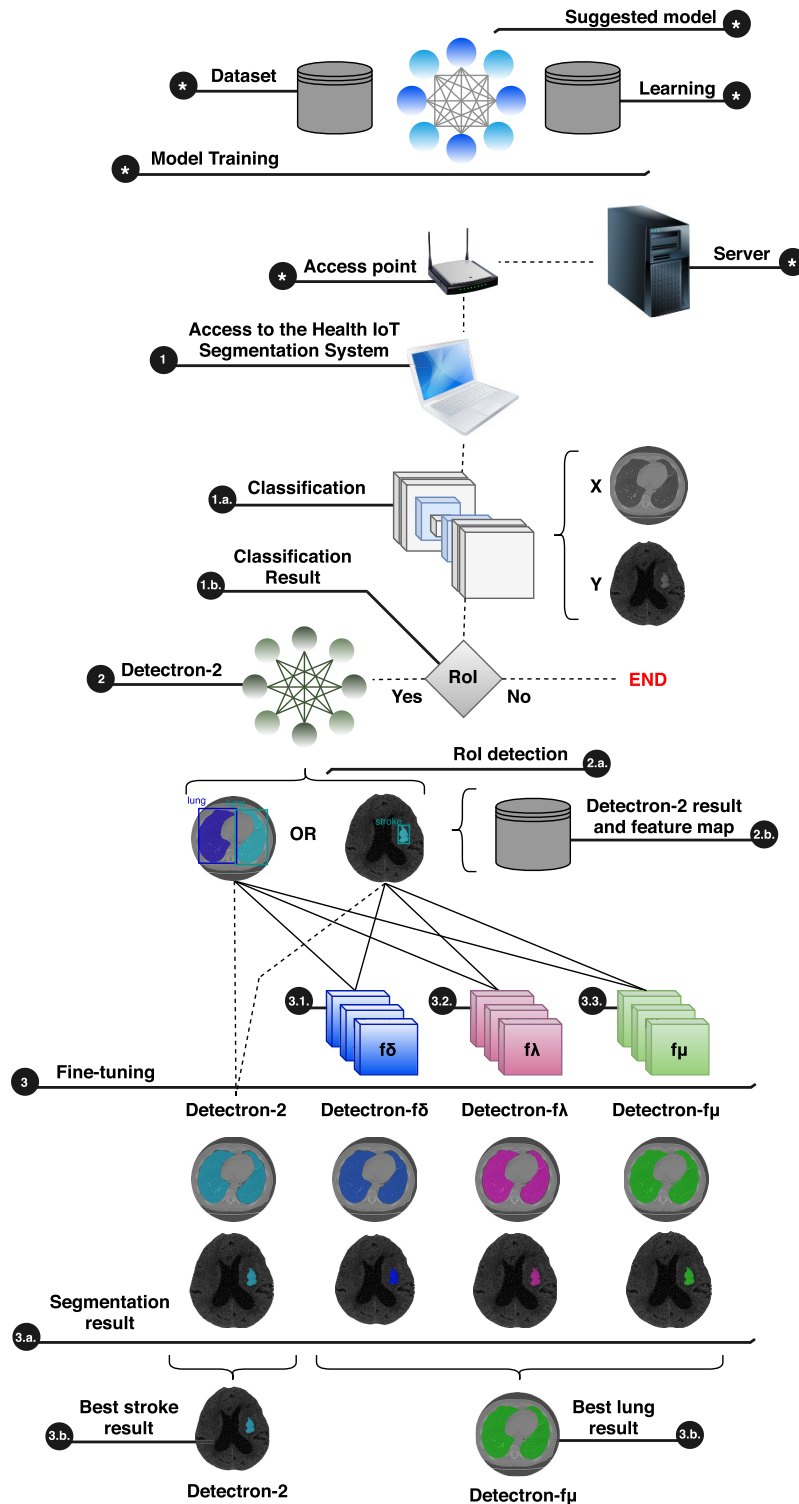 Suggested model
*
Dataset
*
Learning
*
Model Training
*
Server
*
Access point
*
Access to the Health IoT
Segmentation System
1
Classification
1.a.
X
Y
Classification
Result
1.b.
Detectron-2
2
RoI
Yes
No
END
RoI detection
2.a.
lung
stroke
OR
Detectron-2 result
and feature map
2.b.
3.1.
3.2.
3.3.
fδ
fλ
fμ
Fine-tuning
3
Detectron-2
Detectron-fδ
Detectron-fλ
Detectron-fμ
Segmentation
result
3.a.
Best stroke
result
3.b.
Best lung
result
3.b.
Detectron-2
Detectron-fμ